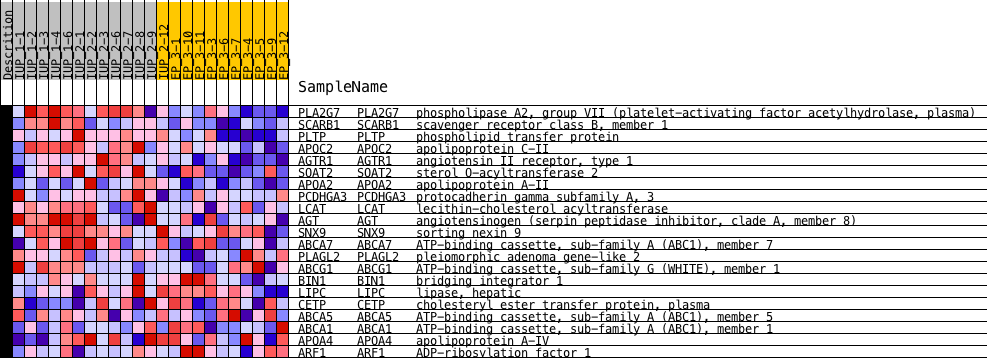 Descrition
IUP_1-1
IUP_1-2
IUP_1-3
IUP_1-4
IUP_1-6
IUP_2-1
IUP_2-2
IUP_2-3
IUP_2-6
IUP_2-7
IUP_2-8
IUP_2-9
IUP_2-12
EP_3-1
EP_3-10
EP_3-11
EP_3-3
EP_3-6
EP_3-7
EP_3-4
EP_3-5
EP_3-9
EP_3-12
SampleName
PLA2G7 PLA2G7 phospholipase A2, group VII (platelet-activating factor acetylhydrolase, plasma)
SCARB1 SCARB1 scavenger receptor class B, member 1
PLTP PLTP phospholipid transfer protein
APOC2 APOC2 apolipoprotein C-II
AGTR1 AGTR1 angiotensin II receptor, type 1
SOAT2 SOAT2 sterol O-acyltransferase 2
APOA2 APOA2 apolipoprotein A-II
PCDHGA3 PCDHGA3 protocadherin gamma subfamily A, 3
LCAT LCAT lecithin-cholesterol acyltransferase
AGT AGT angiotensinogen (serpin peptidase inhibitor, clade A, member 8)
SNX9 SNX9 sorting nexin 9
ABCA7 ABCA7 ATP-binding cassette, sub-family A (ABC1), member 7
PLAGL2 PLAGL2 pleiomorphic adenoma gene-like 2
ABCG1 ABCG1 ATP-binding cassette, sub-family G (WHITE), member 1
BIN1 BIN1 bridging integrator 1
LIPC LIPC lipase, hepatic
CETP CETP cholesteryl ester transfer protein, plasma
ABCA5 ABCA5 ATP-binding cassette, sub-family A (ABC1), member 5
ABCA1 ABCA1 ATP-binding cassette, sub-family A (ABC1), member 1
APOA4 APOA4 apolipoprotein A-IV
ARF1 ARF1 ADP-ribosylation factor 1